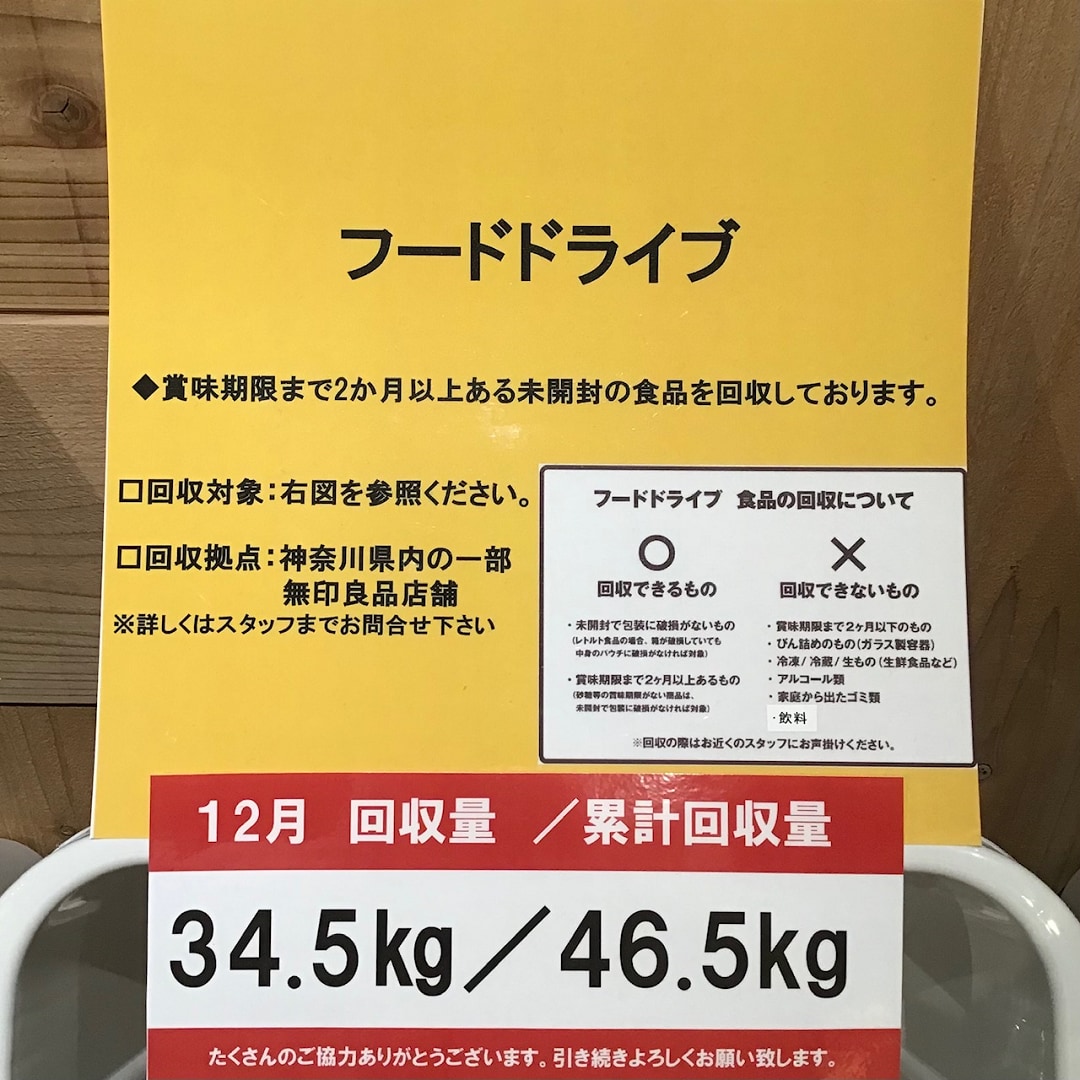 フードドライブ
◆賞味期限まで2か月以上ある未開封の食品を回収しております。
□回収対象：右図を参照ください。
□回収拠点：神奈川県内の一部
無印良品店舗
※詳しくはスタッフまでお問合せ下さい
フードドライブ 食品の回収について
○
回収できるもの
・未開封で包装に破損がないもの
(レトルト食品の場合、箱が破損していても
中身のパウチに破損がなければ対象)
・賞味期限まで2ヶ月以上あるもの
(砂糖等の賞味期限がない商品は、
未開封で包装に破損がなければ対象)
×
回収できないもの
・賞味期限まで2ヶ月以下のもの
・びん詰めのもの(ガラス製容器)
・冷凍/冷蔵/生もの(生鮮食品など)
・アルコール類
・家庭から出たゴミ類
・飲料
※回収の際はお近くのスタッフにお声掛けください。
12月 回収量 ／累計回収量
34.5kg／46.5kg
たくさんのご協力ありがとうございます。引き続きよろしくお願い致します。